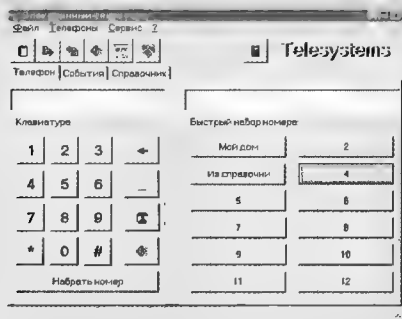 Файл Телефоны Сервис ?
Telesystems
Телефон События Справочник
Клавиатура
Быстрый набор номера
1 2 3
Мой дом 2
4 5 6 _
Из справочни 4
5 6
7 8 9
7 8
* 0 #
9 10
Набрать номер
11 12